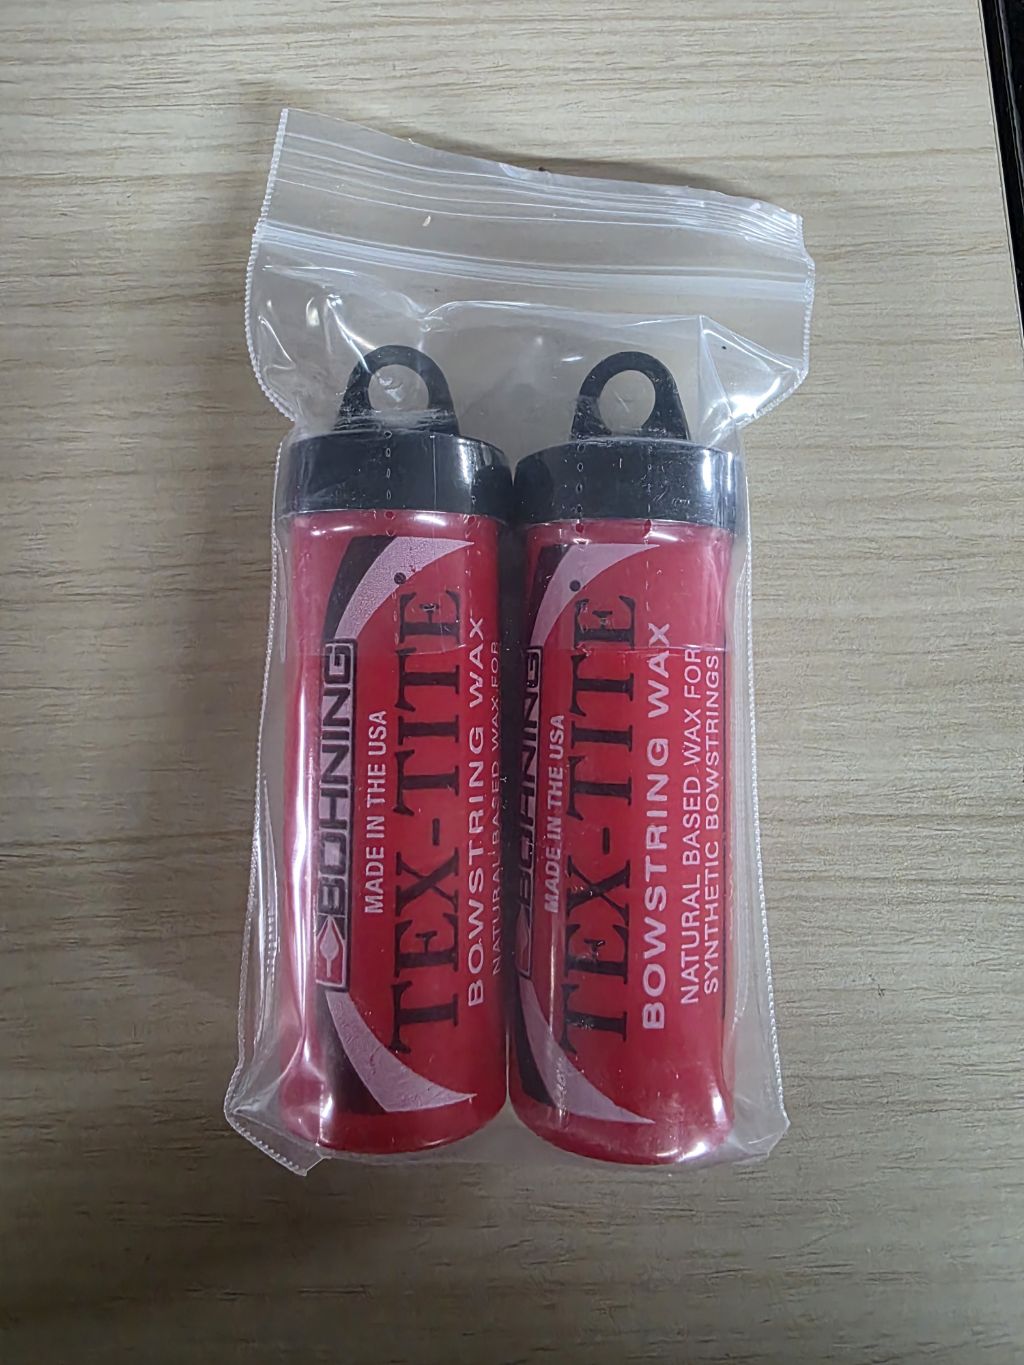 BOHNING
MADE IN THE USA
TEX-TITE
BOWSTRING WAX
NATURAL BASED WAX FOR
BOHNING
MADE IN THE USA
TEX-TITE
BOWSTRING WAX
NATURAL BASED WAX FOR
SYNTHETIC BOWSTRINGS